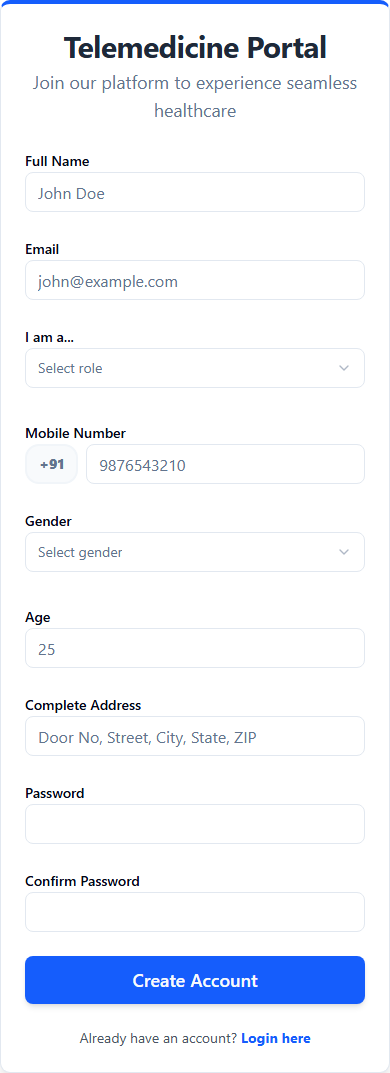 Telemedicine Portal
Join our platform to experience seamless
healthcare
Full Name
John Doe
Email
john@example.com
I am a...
Select role
Mobile Number
+91 9876543210
Gender
Select gender
Age
25
Complete Address
Door No, Street, City, State, ZIP
Password
Confirm Password
Create Account
Already have an account? Login here